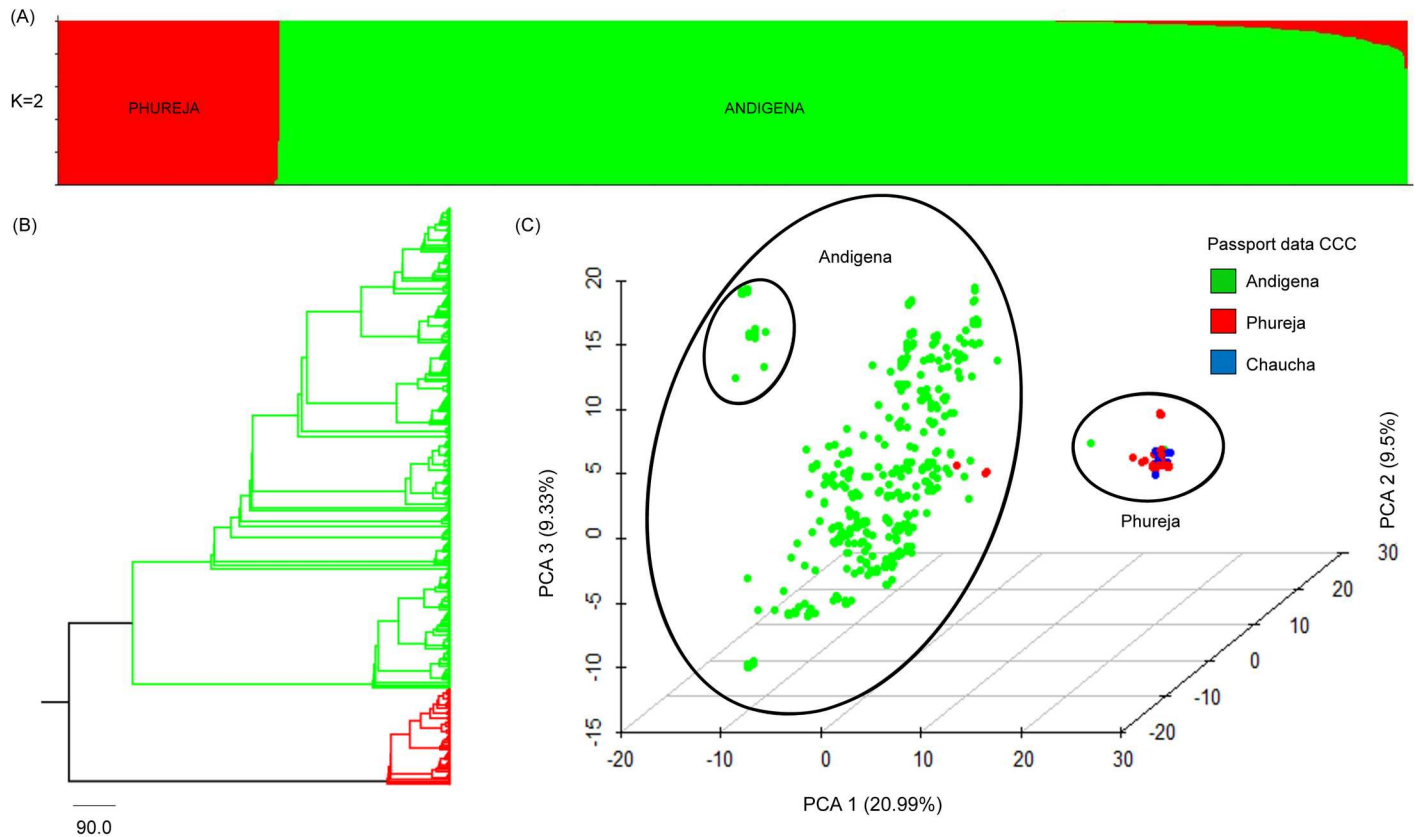 (A)
K=2
PHUREJA
ANDIGENA
(B)
90.0
(C)
Andigena
Passport data CCC
Andigena
Phureja
Chaucha
Phureja
PCA 3 (9.33%)
20
15
10
5
0
-5
-10
-15
-20
-10
0
10
20
30
PCA 1 (20.99%)
PCA 2 (9.5%)
30
20
10
0
-10
-20